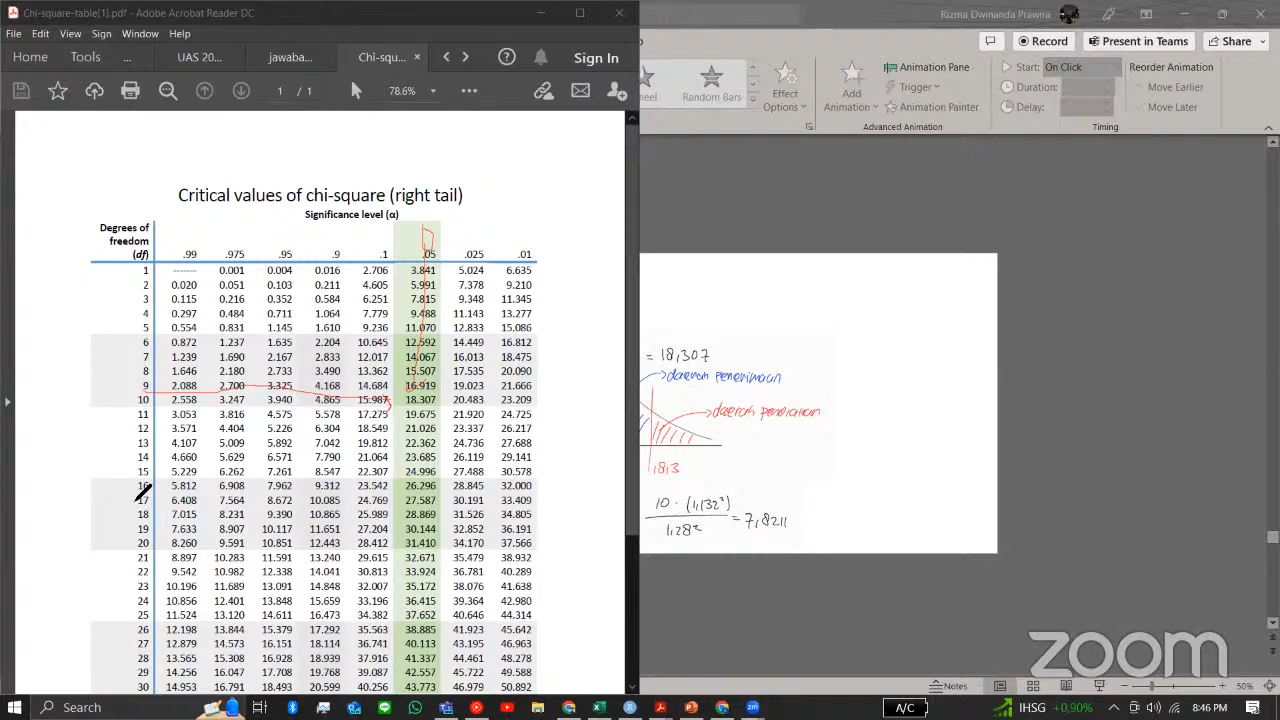 Chi-square-table[1].pdf - Adobe Acrobat Reader DC
File Edit View Sign Window Help
Home Tools ... UAS 20... jawaba... Chi-squ... × Sign In
1 / 1 78.6%
Critical values of chi-square (right tail)
Significance level (α)
Degrees of
freedom
(df) .99 .975 .95 .9 .1 .05 .025 .01
1 ------- 0.001 0.004 0.016 2.706 3.841 5.024 6.635
2 0.020 0.051 0.103 0.211 4.605 5.991 7.378 9.210
3 0.115 0.216 0.352 0.584 6.251 7.815 9.348 11.345
4 0.297 0.484 0.711 1.064 7.779 9.488 11.143 13.277
5 0.554 0.831 1.145 1.610 9.236 11.070 12.833 15.086
6 0.872 1.237 1.635 2.204 10.645 12.592 14.449 16.812
7 1.239 1.690 2.167 2.833 12.017 14.067 16.013 18.475
8 1.646 2.180 2.733 3.490 13.362 15.507 17.535 20.090
9 2.088 2.700 3.325 4.168 14.684 16.919 19.023 21.666
10 2.558 3.247 3.940 4.865 15.987 18.307 20.483 23.209
11 3.053 3.816 4.575 5.578 17.275 19.675 21.920 24.725
12 3.571 4.404 5.226 6.304 18.549 21.026 23.337 26.217
13 4.107 5.009 5.892 7.042 19.812 22.362 24.736 27.688
14 4.660 5.629 6.571 7.790 21.064 23.685 26.119 29.141
15 5.229 6.262 7.261 8.547 22.307 24.996 27.488 30.578
16 5.812 6.908 7.962 9.312 23.542 26.296 28.845 32.000
17 6.408 7.564 8.672 10.085 24.769 27.587 30.191 33.409
18 7.015 8.231 9.390 10.865 25.989 28.869 31.526 34.805
19 7.633 8.907 10.117 11.651 27.204 30.144 32.852 36.191
20 8.260 9.591 10.851 12.443 28.412 31.410 34.170 37.566
21 8.897 10.283 11.591 13.240 29.615 32.671 35.479 38.932
22 9.542 10.982 12.338 14.041 30.813 33.924 36.781 40.289
23 10.196 11.689 13.091 14.848 32.007 35.172 38.076 41.638
24 10.856 12.401 13.848 15.659 33.196 36.415 39.364 42.980
25 11.524 13.120 14.611 16.473 34.382 37.652 40.646 44.314
26 12.198 13.844 15.379 17.292 35.563 38.885 41.923 45.642
27 12.879 14.573 16.151 18.114 36.741 40.113 43.195 46.963
28 13.565 15.308 16.928 18.939 37.916 41.337 44.461 48.278
29 14.256 16.047 17.708 19.768 39.087 42.557 45.722 49.588
30 14.953 16.791 18.493 20.599 40.256 43.773 46.979 50.892
Rizma Dwinanda Prawira
Record Present in Teams Share
Random Bars
Effect
Options
Add
Animation
Animation Pane
Trigger
Animation Painter
Advanced Animation
Start: On Click
Duration:
Delay:
Reorder Animation
Move Earlier
Move Later
Timing
= 18,307
daerah penerimaan
daerah penolakan
18,3
10 · (1,132²)
1,28²
= 7,8211
Notes 50%
zoom
Search A/C IHSG +0,90% 8:46 PM